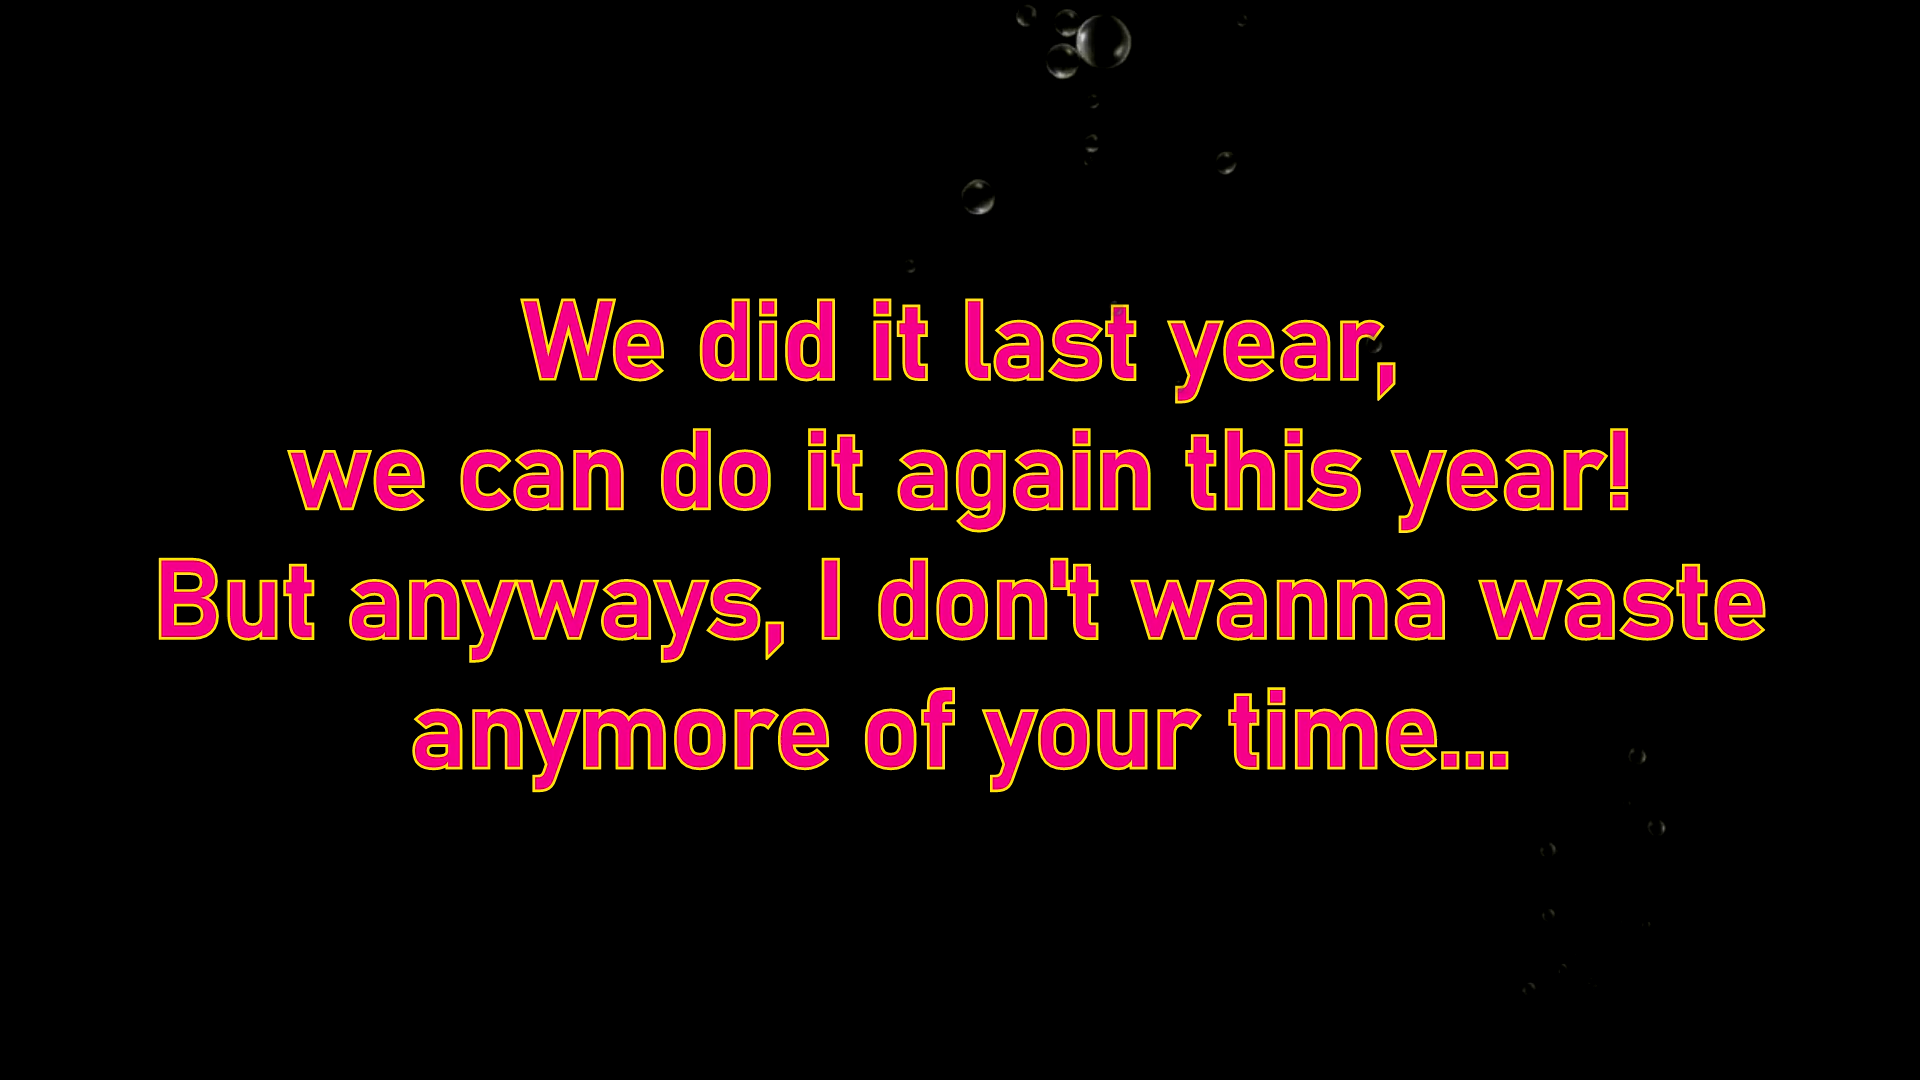 We did it last year,
we can do it again this year!
But anyways, I don't wanna waste
anymore of your time...